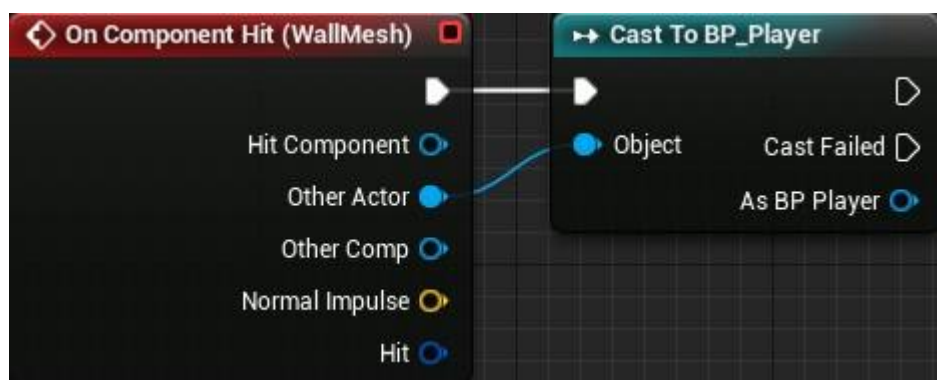 On Component Hit (WallMesh)
Hit Component
Other Actor
Other Comp
Normal Impulse
Hit
Cast To BP_Player
Object
Cast Failed
As BP Player